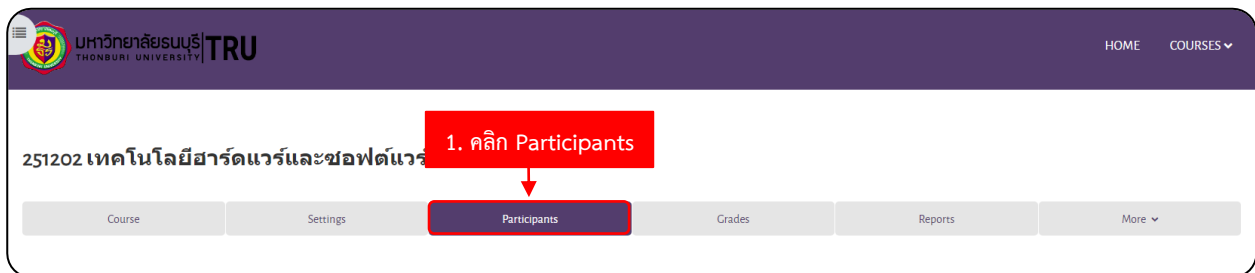 มหาวิทยาลัยธนบุรี TRU
THONBURI UNIVERSITY
HOME COURSES
1. คลิก Participants
251202 เทคโนโลยีฮาร์ดแวร์และซอฟต์แวร์
Course Settings Participants Grades Reports More